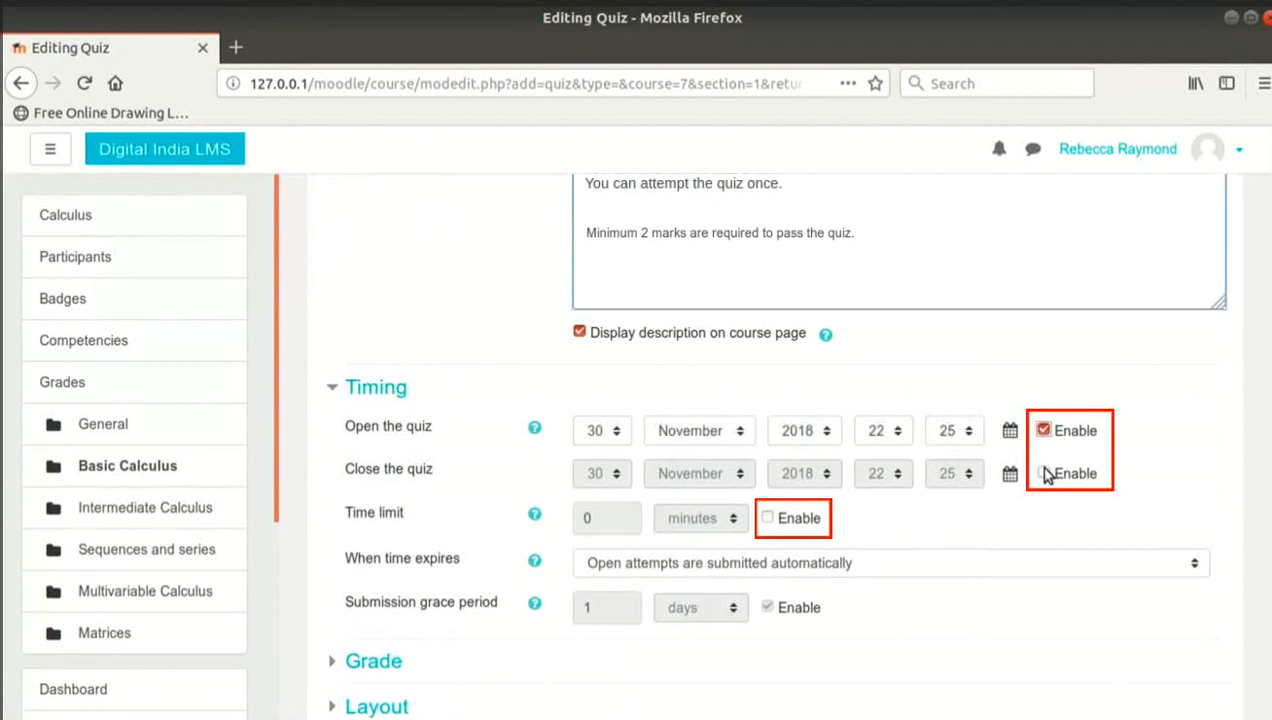 Editing Quiz - Mozilla Firefox
Editing Quiz
127.0.0.1/moodle/course/modedit.php?add=quiz&type=&course=7&section=1&retur
Search
Free Online Drawing L…
Digital India LMS
Rebecca Raymond
Calculus
Participants
Badges
Competencies
Grades
General
Basic Calculus
Intermediate Calculus
Sequences and series
Multivariable Calculus
Matrices
Dashboard
You can attempt the quiz once.
Minimum 2 marks are required to pass the quiz.
Display description on course page
Timing
Open the quiz 30 November 2018 22 25 Enable
Close the quiz 30 November 2018 22 25 Enable
Time limit 0 minutes Enable
When time expires Open attempts are submitted automatically
Submission grace period 1 days Enable
Grade
Layout